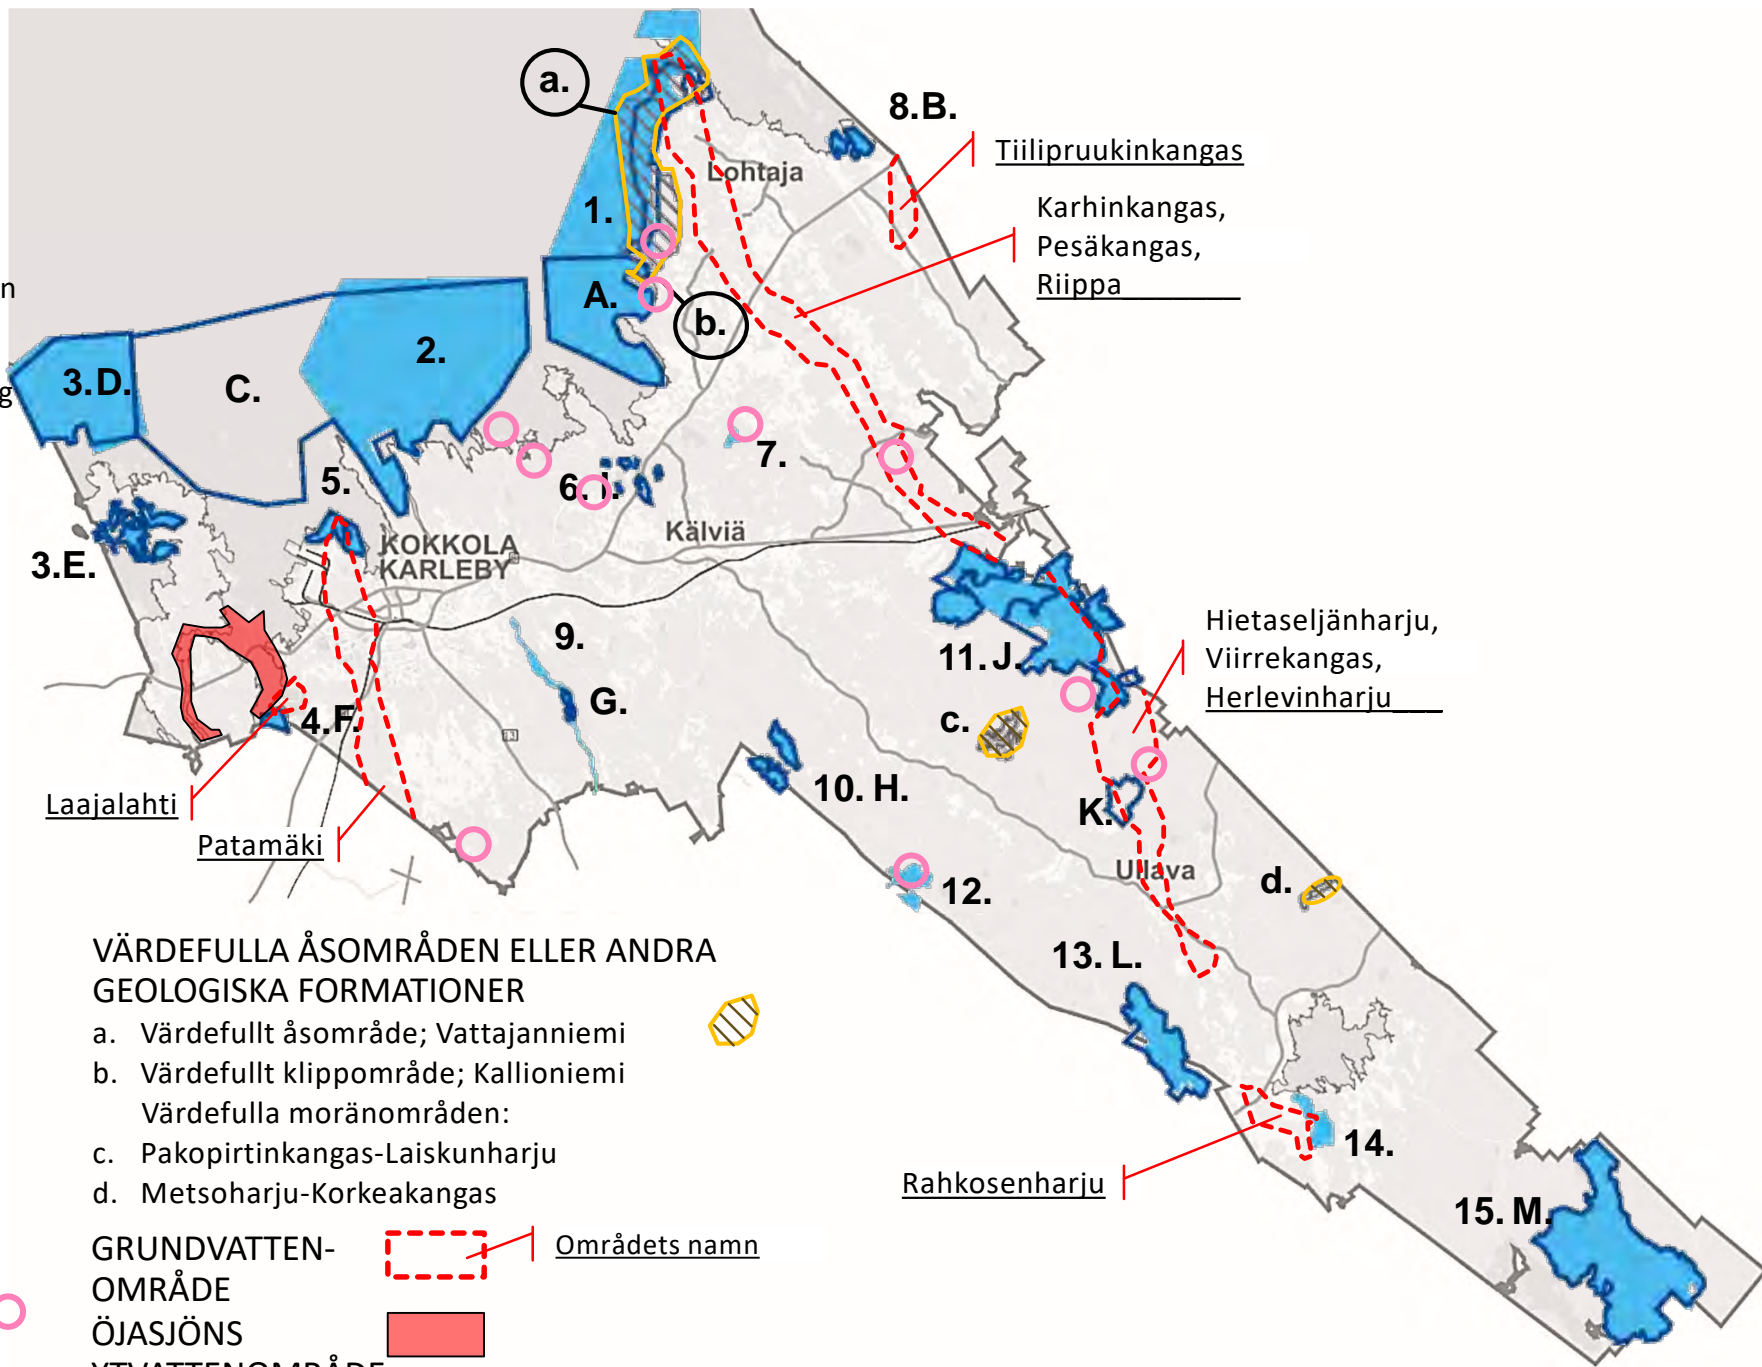 a.
8.B.
Tiilipruukinkangas
Lohtaja
1.
Karhinkangas,
Pesäkangas,
Riippa
n
A.
b.
2.
3.D.
C.
g
7.
5.
6. I.
Kälviä
KOKKOLA
KARLEBY
3.E.
9.
Hietaseljänharju,
Viirrekangas,
Herlevinharju
11. J.
G.
c.
4.F.
13
10. H.
K.
Laajalahti
Patamäki
Ullava
d.
12.
13. L.
VÄRDEFULLA ÅSOMRÅDEN ELLER ANDRA
GEOLOGISKA FORMATIONER
a. Värdefullt åsområde; Vattajanniemi
b. Värdefullt klippområde; Kallioniemi
Värdefulla moränområden:
c. Pakopirtinkangas-Laiskunharju
d. Metsoharju-Korkeakangas
14.
Rahkosenharju
15. M.
GRUNDVATTEN-
OMRÅDE
Områdets namn
ÖJASJÖNS
YTVATTENOMRÅDE